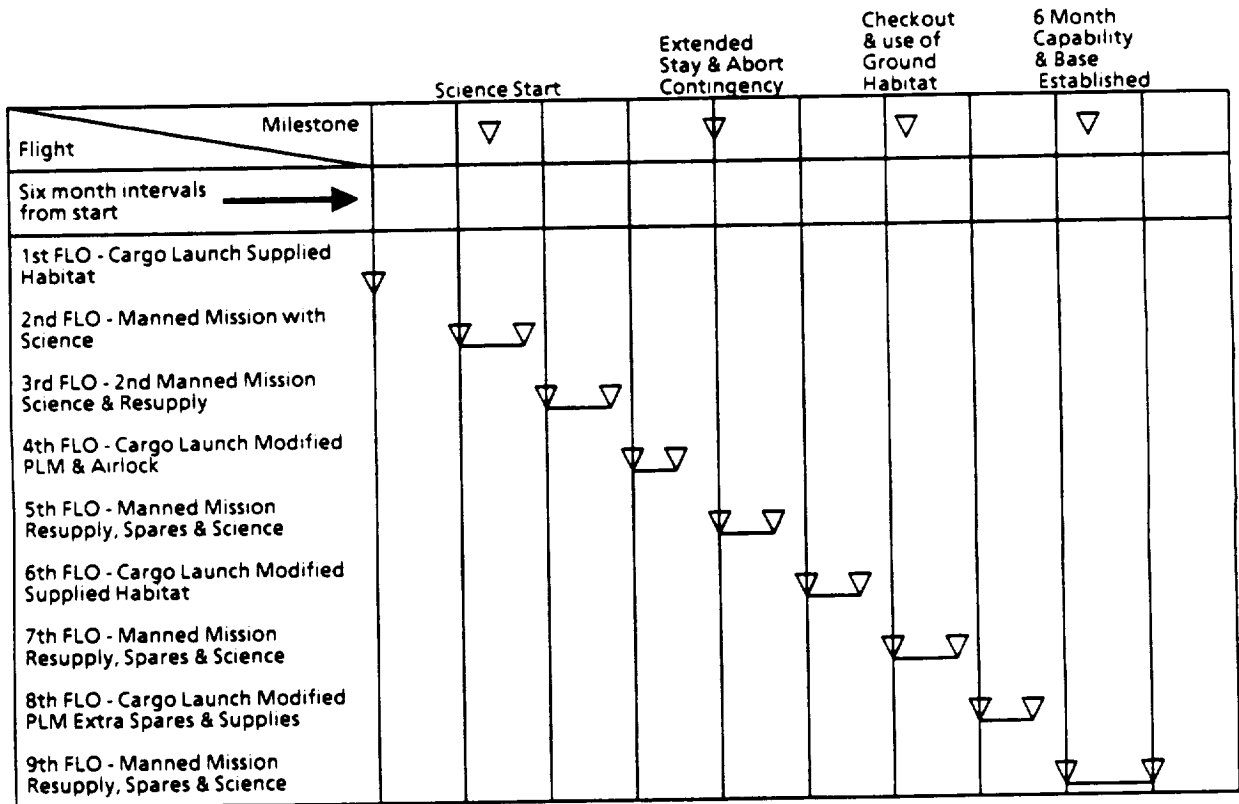 Science Start
Extended
Stay & Abort
Contingency
Checkout
& use of
Ground
Habitat
6 Month
Capability
& Base
Established
Milestone
Flight
Six month intervals
from start
1st FLO - Cargo Launch Supplied
Habitat
2nd FLO - Manned Mission with
Science
3rd FLO - 2nd Manned Mission
Science & Resupply
4th FLO - Cargo Launch Modified
PLM & Airlock
5th FLO - Manned Mission
Resupply, Spares & Science
6th FLO - Cargo Launch Modified
Supplied Habitat
7th FLO - Manned Mission
Resupply, Spares & Science
8th FLO - Cargo Launch Modified
PLM Extra Spares & Supplies
9th FLO - Manned Mission
Resupply, Spares & Science